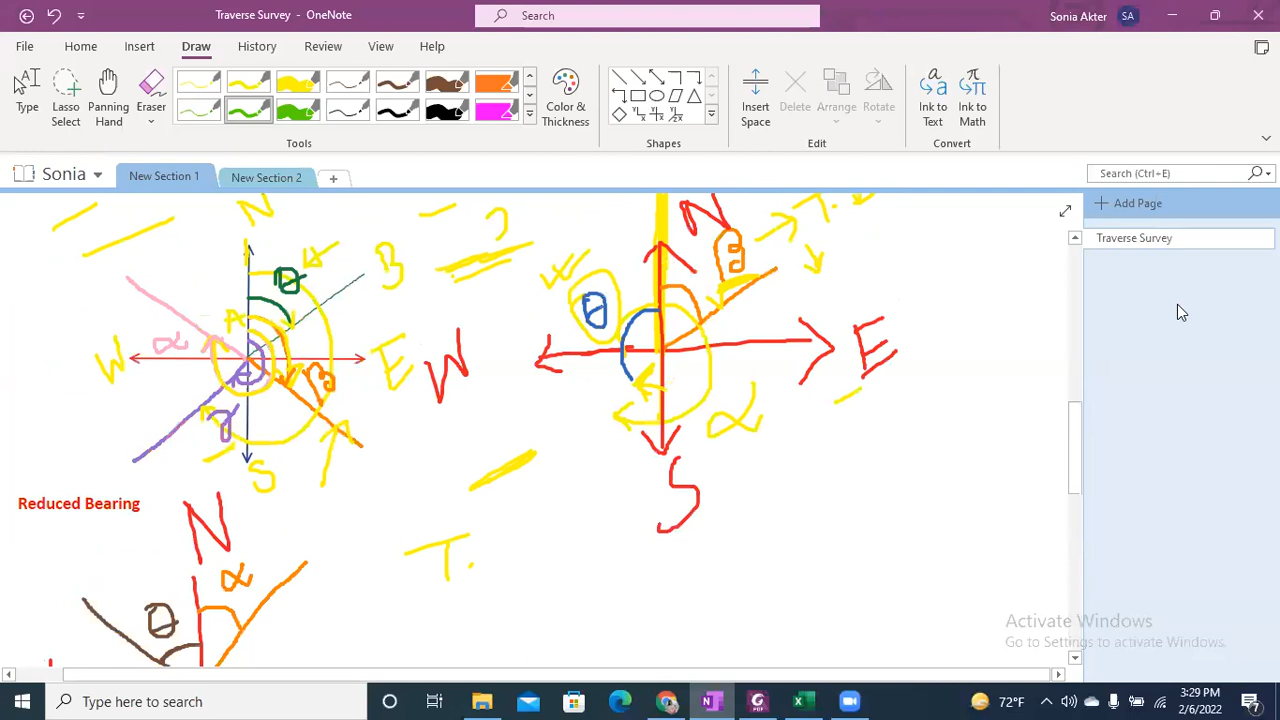 Traverse Survey - OneNote
Search
Sonia Akter
SA
File
Home
Insert
Draw
History
Review
View
Help
Type
Lasso Select
Panning Hand
Eraser
Color & Thickness
Tools
Shapes
Insert Space
Delete
Arrange
Rotate
Edit
Ink to Text
Ink to Math
Convert
Sonia
New Section 1
New Section 2
Search (Ctrl+E)
Add Page
Traverse Survey
N
θ
B
A
W
α
E
β
γ
S
N
β
θ
W
E
α
S
Reduced Bearing
N
α
θ
T.
Activate Windows
Go to Settings to activate Windows.
Type here to search
72°F
3:29 PM
2/6/2022
7